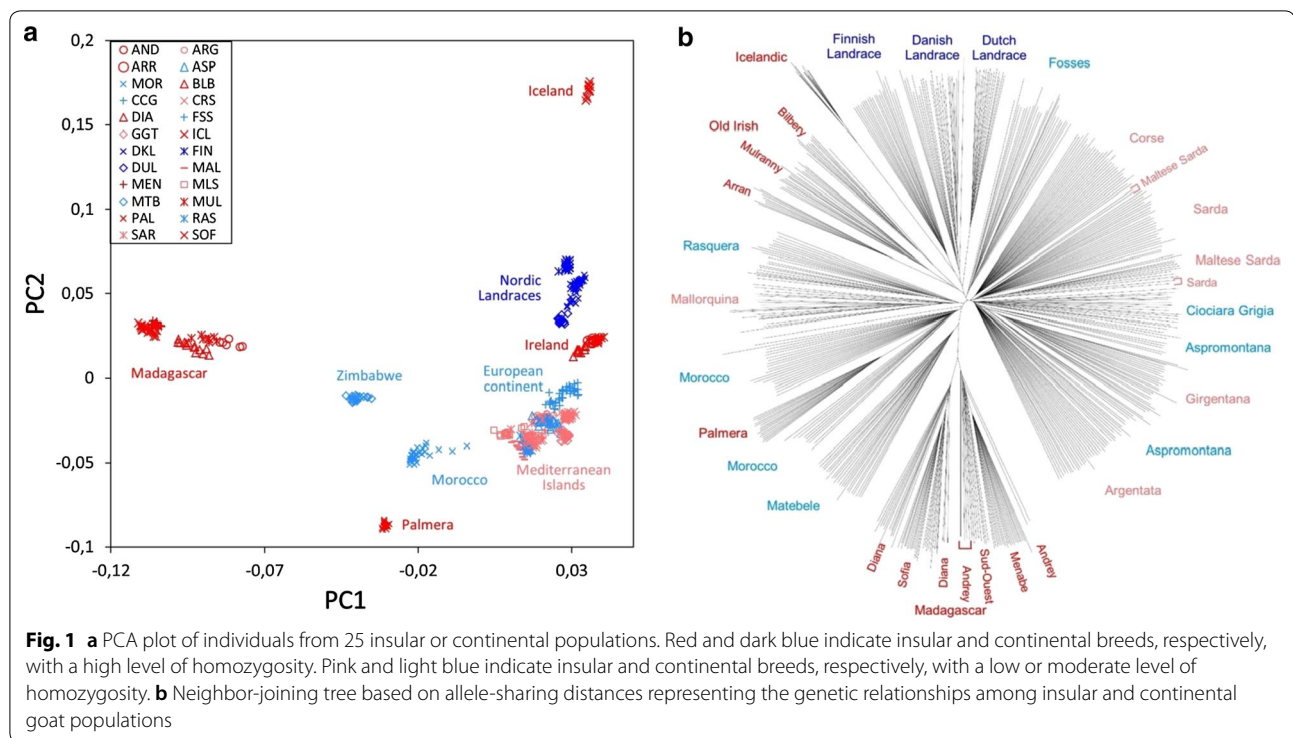 a
0,2
0,15
0,1
0,05
0
-0,05
-0,1
PC2
-0,12
-0,07
-0,02
0,03
PC1
AND ARG
ARR ASP
MOR BLB
CCG CRS
DIA FSS
GGT ICL
DKL FIN
DUL MAL
MEN MLS
MTB MUL
PAL RAS
SAR SOF
Iceland
Nordic
Landraces
Ireland
Madagascar
Zimbabwe
European
continent
Morocco
Mediterranean
Islands
Palmera
b
Icelandic
Finnish
Landrace
Danish
Landrace
Dutch
Landrace
Fosses
Old Irish
Bilbery
Mulranny
Arran
Corse
Maltese Sarda
Sarda
Rasquera
Maltese Sarda
Sarda
Mallorquina
Ciociara Grigia
Aspromontana
Morocco
Girgentana
Palmera
Aspromontana
Morocco
Argentata
Matebele
Diana
Sofia
Diana
Andrey
Sud-Ouest
Menabe
Andrey
Madagascar
Fig. 1 a PCA plot of individuals from 25 insular or continental populations. Red and dark blue indicate insular and continental breeds, respectively,
with a high level of homozygosity. Pink and light blue indicate insular and continental breeds, respectively, with a low or moderate level of
homozygosity. b Neighbor-joining tree based on allele-sharing distances representing the genetic relationships among insular and continental
goat populations